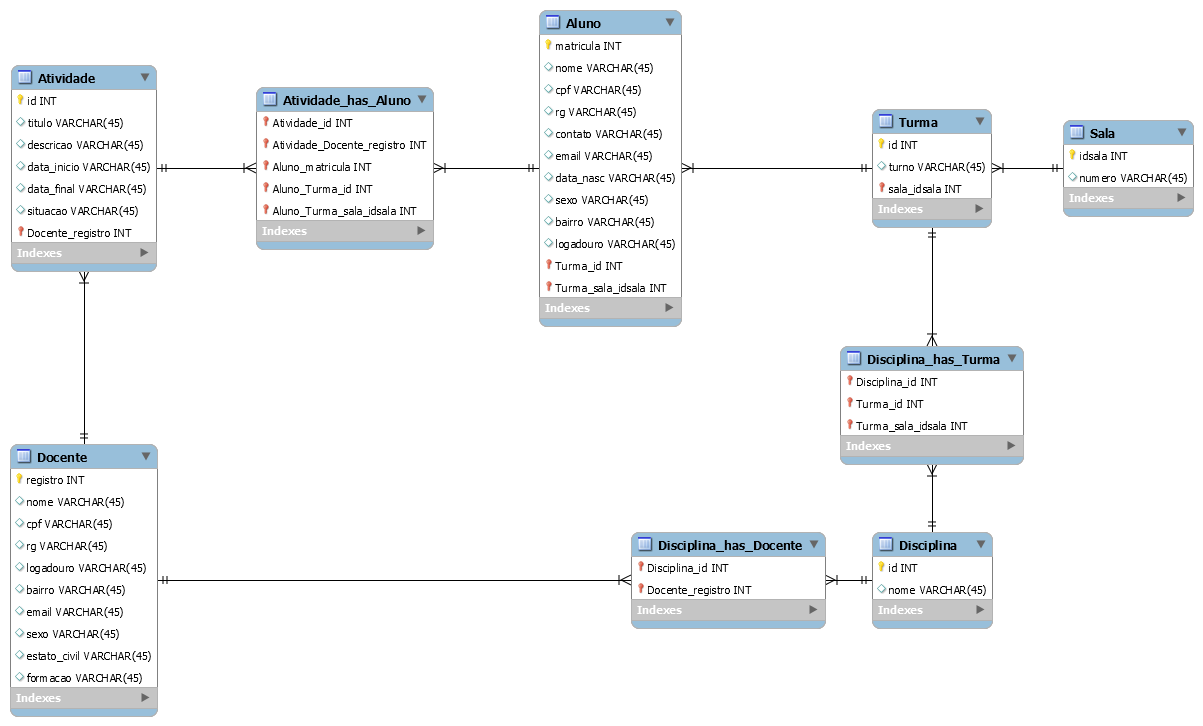 Atividade
id INT
titulo VARCHAR(45)
descricao VARCHAR(45)
data_inicio VARCHAR(45)
data_final VARCHAR(45)
situacao VARCHAR(45)
Docente_registro INT
Indexes
Atividade_has_Aluno
Atividade_id INT
Atividade_Docente_registro INT
Aluno_matricula INT
Aluno_Turma_id INT
Aluno_Turma_sala_idsala INT
Indexes
Aluno
matricula INT
nome VARCHAR(45)
cpf VARCHAR(45)
rg VARCHAR(45)
contato VARCHAR(45)
email VARCHAR(45)
data_nasc VARCHAR(45)
sexo VARCHAR(45)
bairro VARCHAR(45)
logadouro VARCHAR(45)
Turma_id INT
Turma_sala_idsala INT
Indexes
Turma
id INT
turno VARCHAR(45)
sala_idsala INT
Indexes
Sala
idsala INT
numero VARCHAR(45)
Indexes
Disciplina_has_Turma
Disciplina_id INT
Turma_id INT
Turma_sala_idsala INT
Indexes
Docente
registro INT
nome VARCHAR(45)
cpf VARCHAR(45)
rg VARCHAR(45)
logadouro VARCHAR(45)
bairro VARCHAR(45)
email VARCHAR(45)
sexo VARCHAR(45)
estato_civil VARCHAR(45)
formacao VARCHAR(45)
Indexes
Disciplina_has_Docente
Disciplina_id INT
Docente_registro INT
Indexes
Disciplina
id INT
nome VARCHAR(45)
Indexes